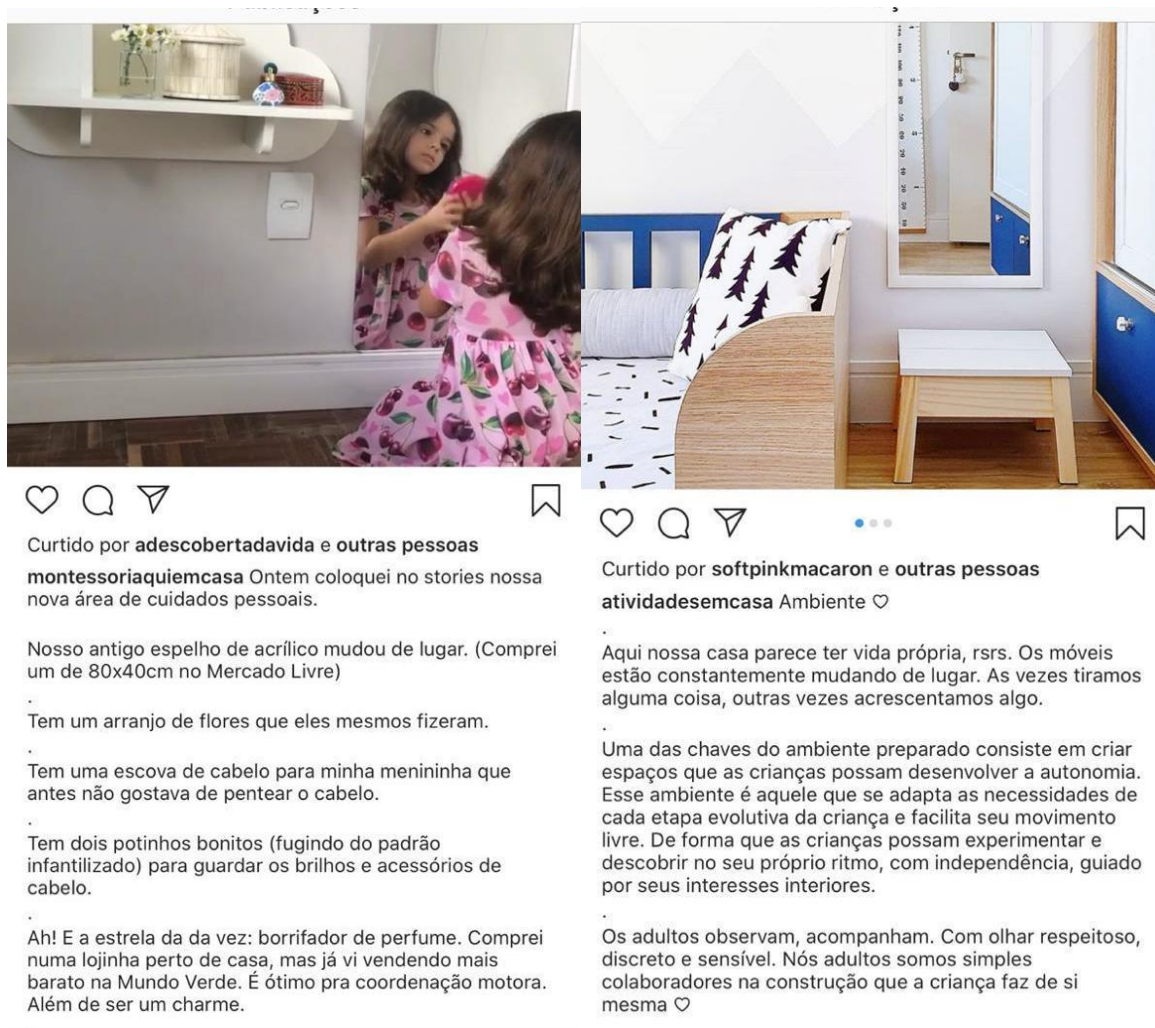 Curtido por adescobertadavida e outras pessoas
montessoriaquiemcasa Ontem coloquei no stories nossa
nova área de cuidados pessoais.
Nosso antigo espelho de acrílico mudou de lugar. (Comprei
um de 80x40cm no Mercado Livre)
.
Tem um arranjo de flores que eles mesmos fizeram.
.
Tem uma escova de cabelo para minha menininha que
antes não gostava de pentear o cabelo.
.
Tem dois potinhos bonitos (fugindo do padrão
infantilizado) para guardar os brilhos e acessórios de
cabelo.
.
Ah! E a estrela da da vez: borrifador de perfume. Comprei
numa lojinha perto de casa, mas já vi vendendo mais
barato na Mundo Verde. É ótimo pra coordenação motora.
Além de ser um charme.
Curtido por softpinkmacaron e outras pessoas
atividadesemcasa Ambiente ♡
.
Aqui nossa casa parece ter vida própria, rsrs. Os móveis
estão constantemente mudando de lugar. As vezes tiramos
alguma coisa, outras vezes acrescentamos algo.
.
Uma das chaves do ambiente preparado consiste em criar
espaços que as crianças possam desenvolver a autonomia.
Esse ambiente é aquele que se adapta as necessidades de
cada etapa evolutiva da criança e facilita seu movimento
livre. De forma que as crianças possam experimentar e
descobrir no seu próprio ritmo, com independência, guiado
por seus interesses interiores.
.
Os adultos observam, acompanham. Com olhar respeitoso,
discreto e sensível. Nós adultos somos simples
colaboradores na construção que a criança faz de si
mesma ♡